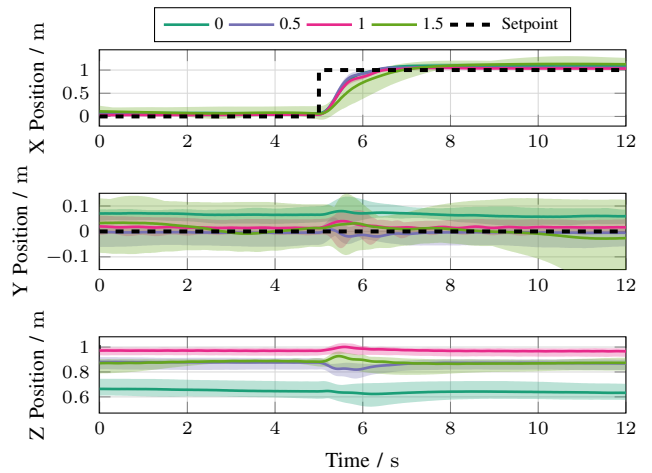 0 0.5 1 1.5 Setpoint
X Position / m
1
0.5
0
0 2 4 6 8 10 12
Y Position / m
0.1
0
−0.1
0 2 4 6 8 10 12
Z Position / m
1
0.8
0.6
0 2 4 6 8 10 12
Time / s